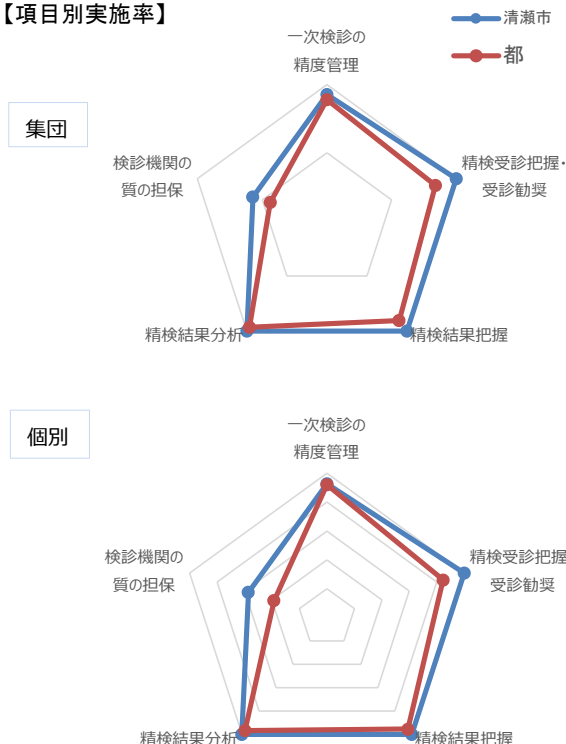 【項目別実施率】
清瀬市
都
集団
一次検診の
精度管理
精検受診把握・
受診勧奨
精検結果把握
精検結果分析
検診機関の
質の担保
個別
一次検診の
精度管理
精検受診把握
受診勧奨
精検結果把握
精検結果分析
検診機関の
質の担保